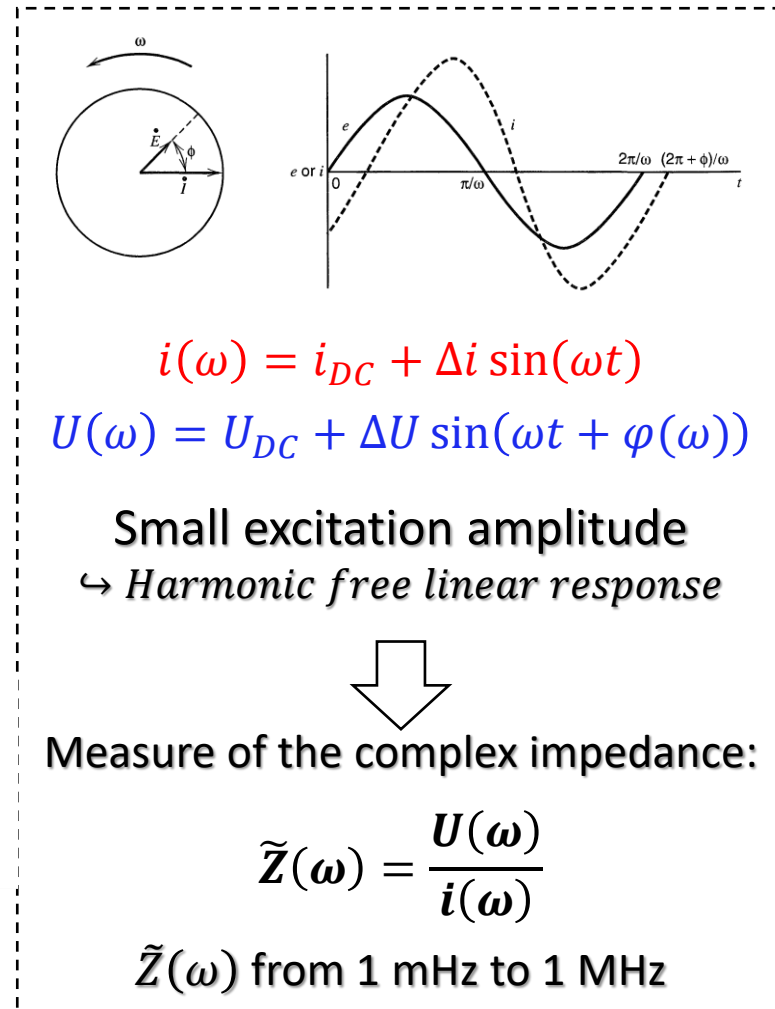 ω
Ė
ϕ
İ
e
i
e or i
0
π/ω
2π/ω (2π + ϕ)/ω
t
i(ω) = i_DC + Δi sin(ωt)
U(ω) = U_DC + ΔU sin(ωt + φ(ω))
Small excitation amplitude
↪ Harmonic free linear response
Measure of the complex impedance:
Z̃(ω) = U(ω) / i(ω)
Z̃(ω) from 1 mHz to 1 MHz